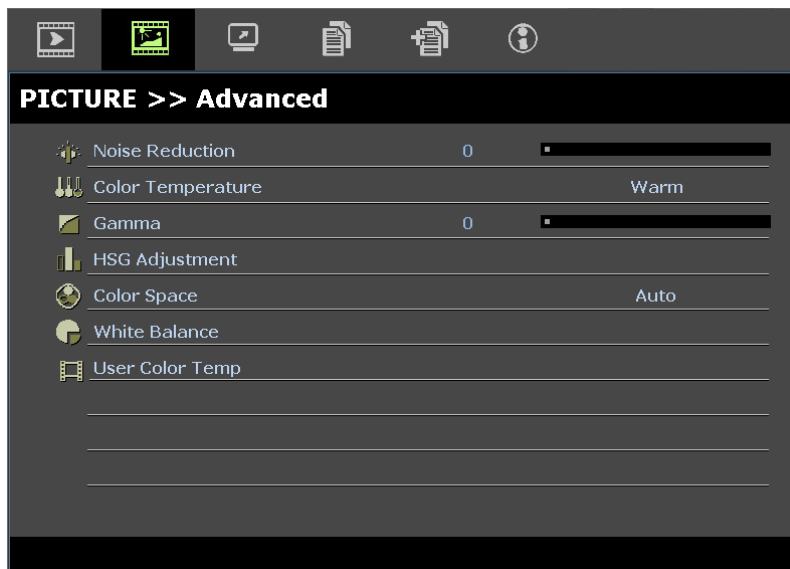 PICTURE >> Advanced
Noise Reduction 0
Color Temperature Warm
Gamma 0
HSG Adjustment
Color Space Auto
White Balance
User Color Temp